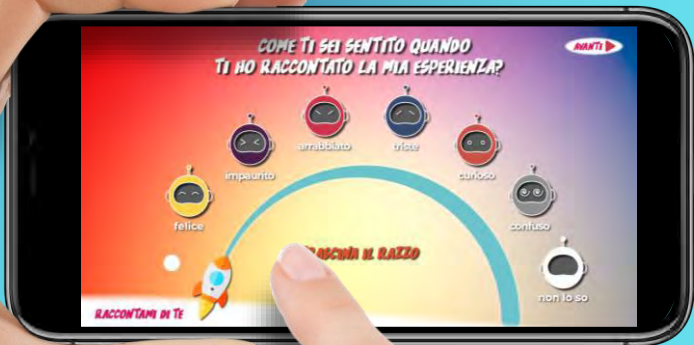 COME TI SEI SENTITO QUANDO
TI HO RACCONTATO LA MIA ESPERIENZA?
AVANTI
felice
impaurito
arrabbiato
triste
curioso
confuso
non lo so
IL RAZZO
RACCONTAMI DI TE